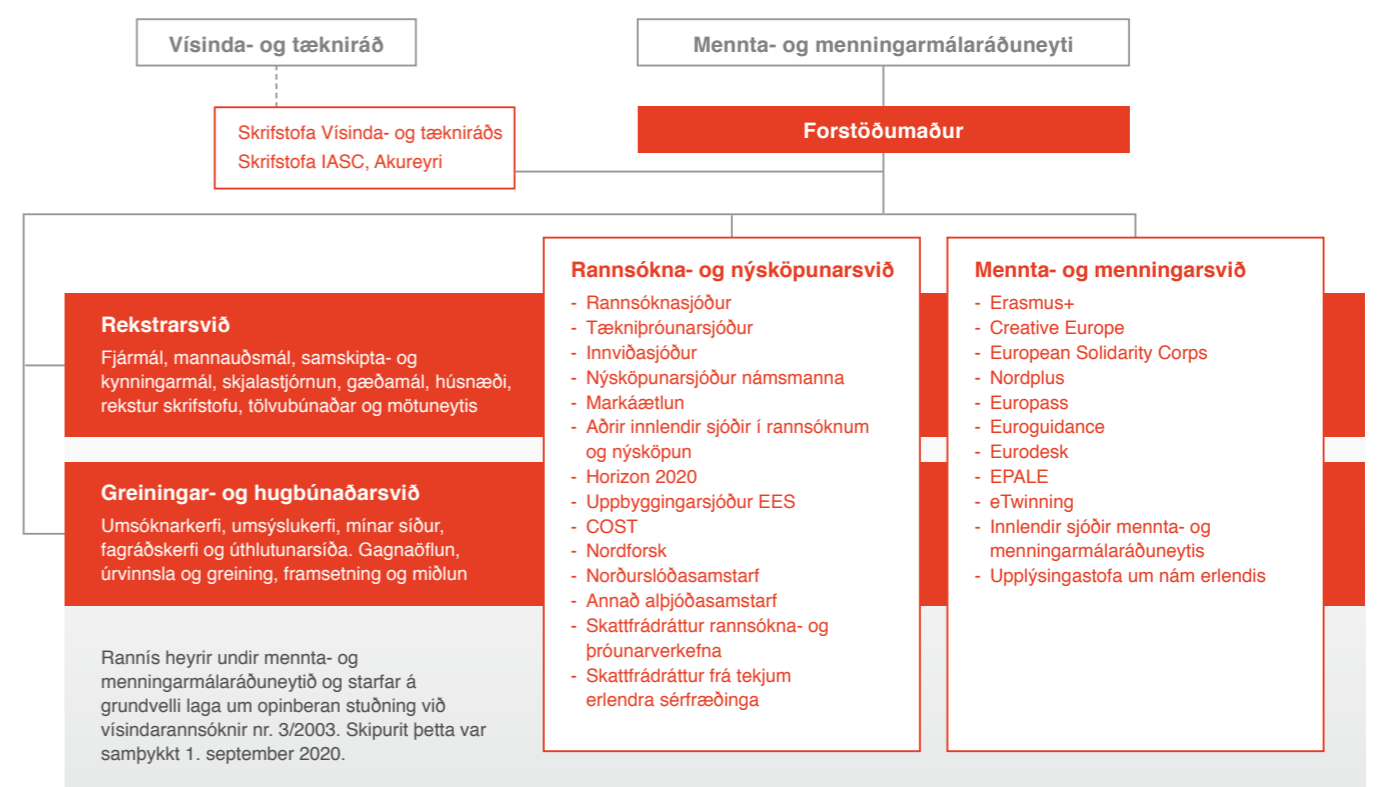 Vísinda- og tækniráð
Mennta- og menningarmálaráðuneyti
Skrifstofa Vísinda- og tækniráðs
Skrifstofa IASC, Akureyri
Forstöðumaður
Rekstrarsvið
Fjármál, mannauðsmál, samskipta- og
kynningarmál, skjalastjórnun, gæðamál, húsnæði,
rekstur skrifstofu, tölvubúnaðar og mötuneytis
Greiningar- og hugbúnaðarsvið
Umsóknarkerfi, umsýslukerfi, mínar síður,
fagráðskerfi og úthlutunarsíða. Gagnaöflun,
úrvinnsla og greining, framsetning og miðlun
Rannís heyrir undir mennta- og
menningarmálaráðuneytið og starfar á
grundvelli laga um opinberan stuðning við
vísindarannsóknir nr. 3/2003. Skipurit þetta var
samþykkt 1. september 2020.
Rannsókna- og nýsköpunarsvið
- Rannsóknasjóður
- Tækniþróunarsjóður
- Innviðasjóður
- Nýsköpunarsjóður námsmanna
- Markáætlun
- Aðrir innlendir sjóðir í rannsóknum
og nýsköpun
- Horizon 2020
- Uppbyggingarsjóður EES
- COST
- Nordforsk
- Norðurslóðasamstarf
- Annað alþjóðasamstarf
- Skattfrádráttur rannsókna- og
þróunarverkefna
- Skattfrádráttur frá tekjum
erlendra sérfræðinga
Mennta- og menningarsvið
- Erasmus+
- Creative Europe
- European Solidarity Corps
- Nordplus
- Europass
- Euroguidance
- Eurodesk
- EPALE
- eTwinning
- Innlendir sjóðir mennta- og
menningarmálaráðuneytis
- Upplýsingastofa um nám erlendis